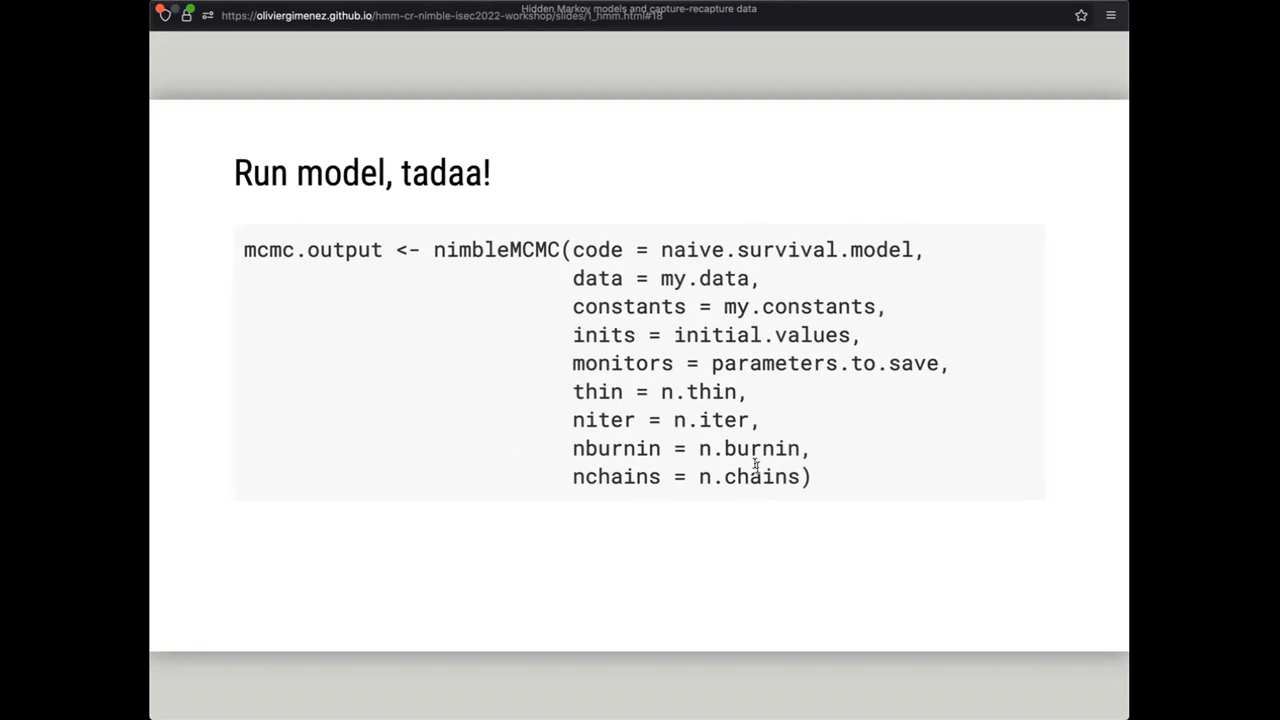 Hidden Markov models and capture-recapture data
https://oliviergimenez.github.io/hmm-cr-nimble-isec2022-workshop/slides/1_hmm.html#18
Run model, tadaa!
mcmc.output <- nimbleMCMC(code = naive.survival.model,
data = my.data,
constants = my.constants,
inits = initial.values,
monitors = parameters.to.save,
thin = n.thin,
niter = n.iter,
nburnin = n.burnin,
nchains = n.chains)